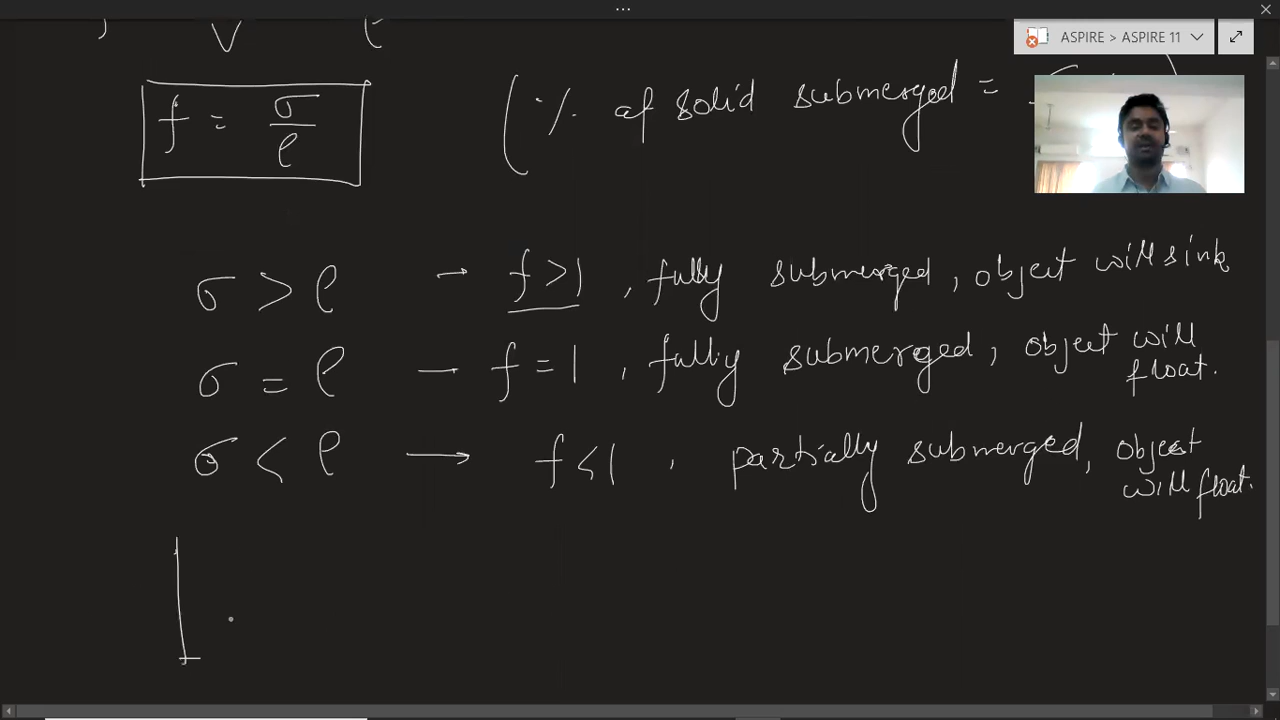 ...
ASPIRE > ASPIRE 11
V ρ
f = σ/ρ (% of solid submerged =
σ > ρ → f > 1, fully submerged, object will sink
σ = ρ — f = 1, fully submerged, object will float.
σ < ρ → f < 1, partially submerged, object will float.